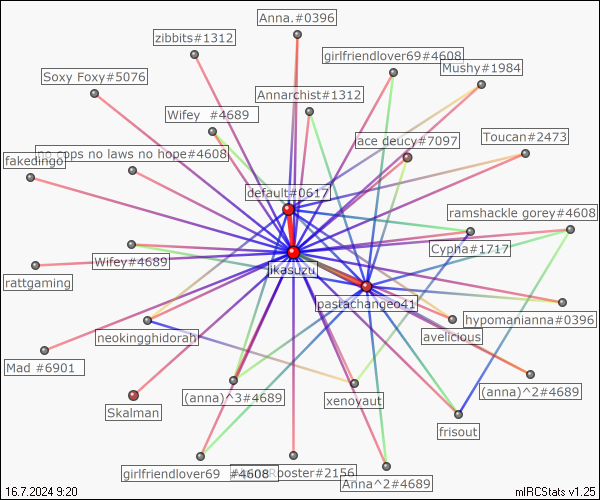 Anna.#0396
zibbits#1312
girlfriendlover69#4608
Mushy#1984
Soxy Foxy#5076
Annarchist#1312
Wifey #4689
ace deucy#7097
Toucan#2473
fakedingo
cops no laws no hope#4608
default#0617
ramshackle gorey#4608
Cypha#1717
Wifey#4689
jikasuzu
rattgaming
pastachangeo41
hypomanianna#0396
neokingghidorah
avelicious
Mad #6901
(anna)^3#4689
xenoyaut
(anna)^2#4689
Skalman
frisout
girlfriendlover69 #4608
Rooster#2156
Anna^2#4689
16.7.2024 9:20
mIRCStats v1.25